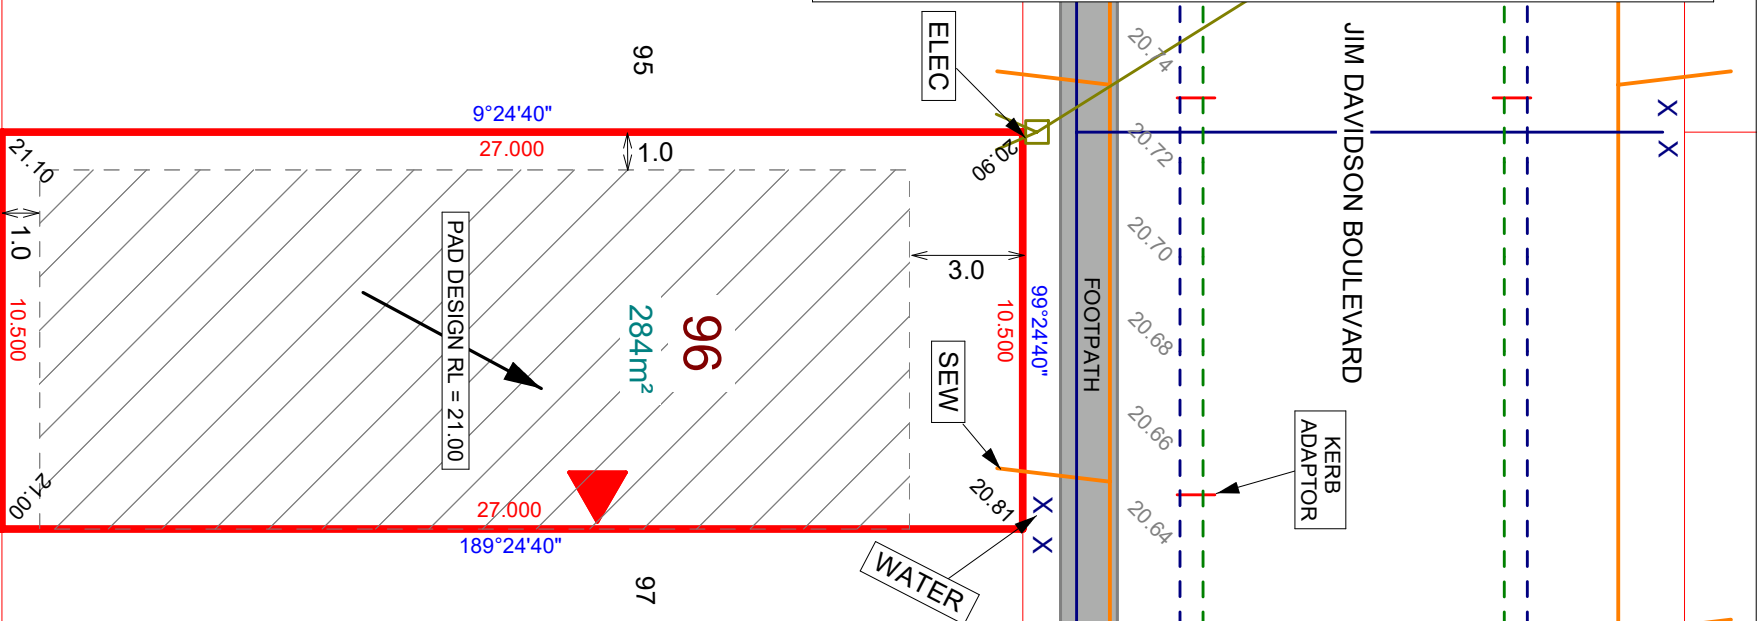 95
ELEC
20.74
JIM DAVIDSON BOULEVARD
X
X
9°24'40"
27.000
1.0
20.90
20.72
21.10
1.0
10.500
PAD DESIGN RL = 21.00
96
284m²
3.0
10.500
99°24'40"
FOOTPATH
20.70
20.68
SEW
20.66
KERB
ADAPTOR
20.64
21.00
27.000
189°24'40"
20.81
X
X
WATER
97